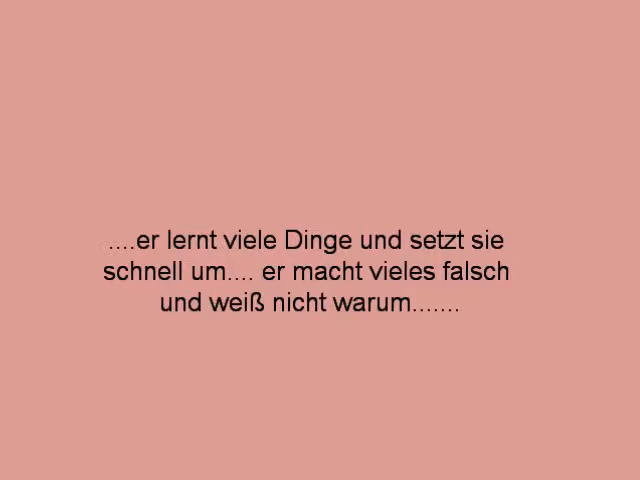 ....er lernt viele Dinge und setzt sie
schnell um.... er macht vieles falsch
und weiß nicht warum.......